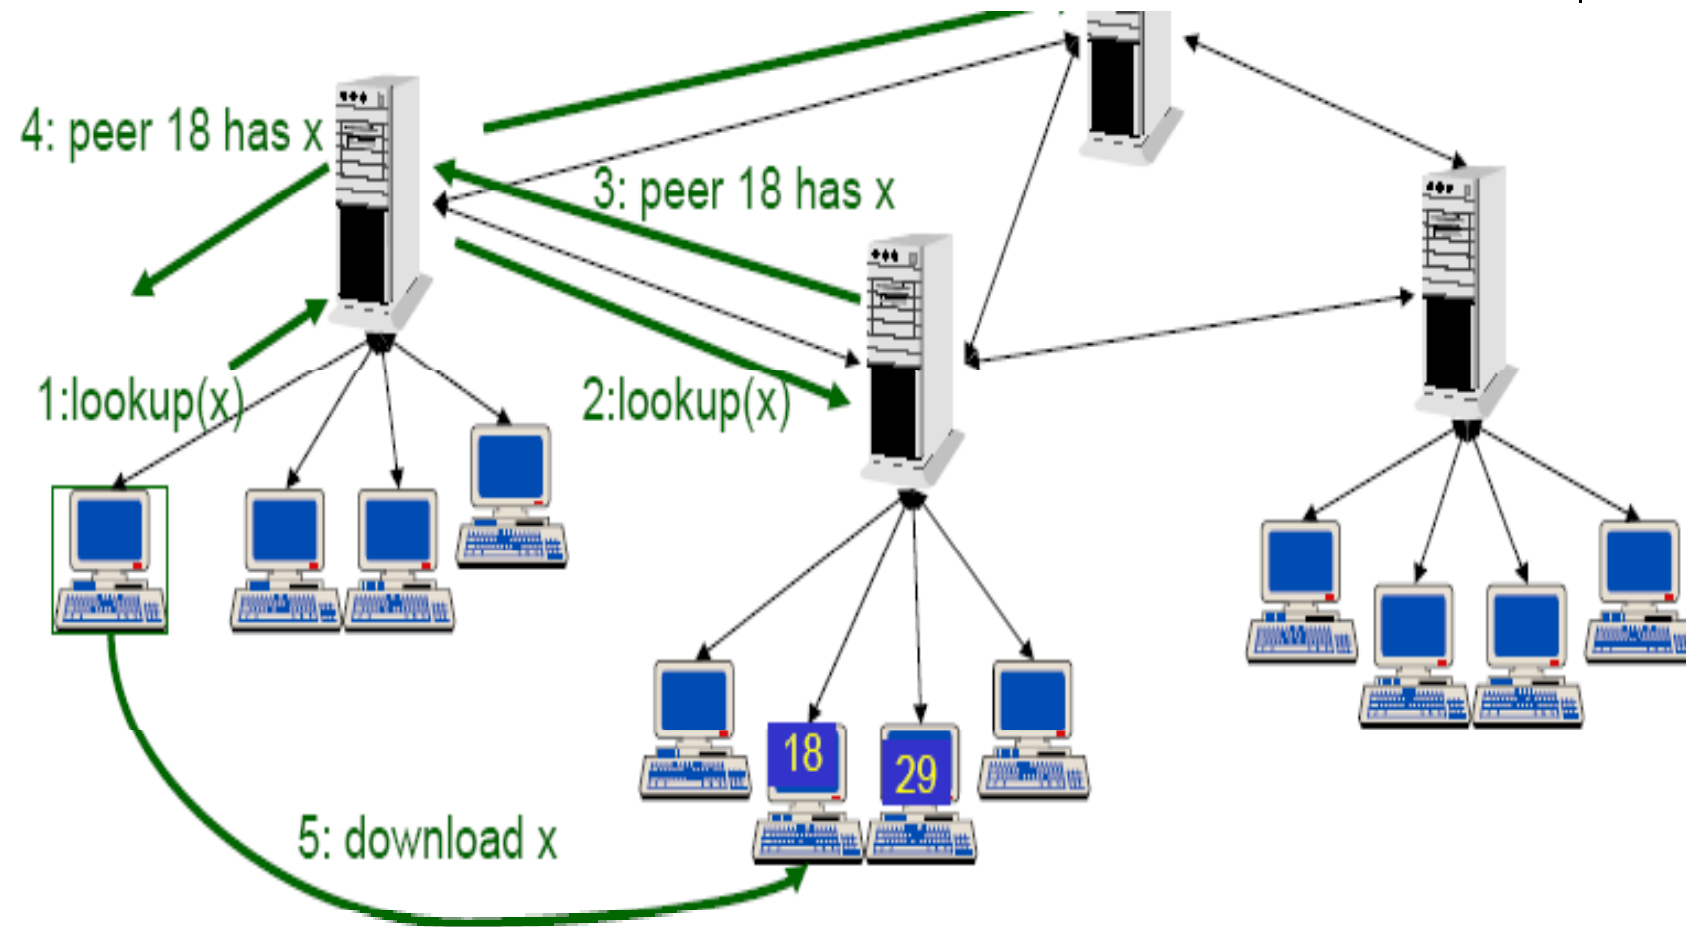 4: peer 18 has x
3: peer 18 has x
1:lookup(x)
2:lookup(x)
18
29
5: download x